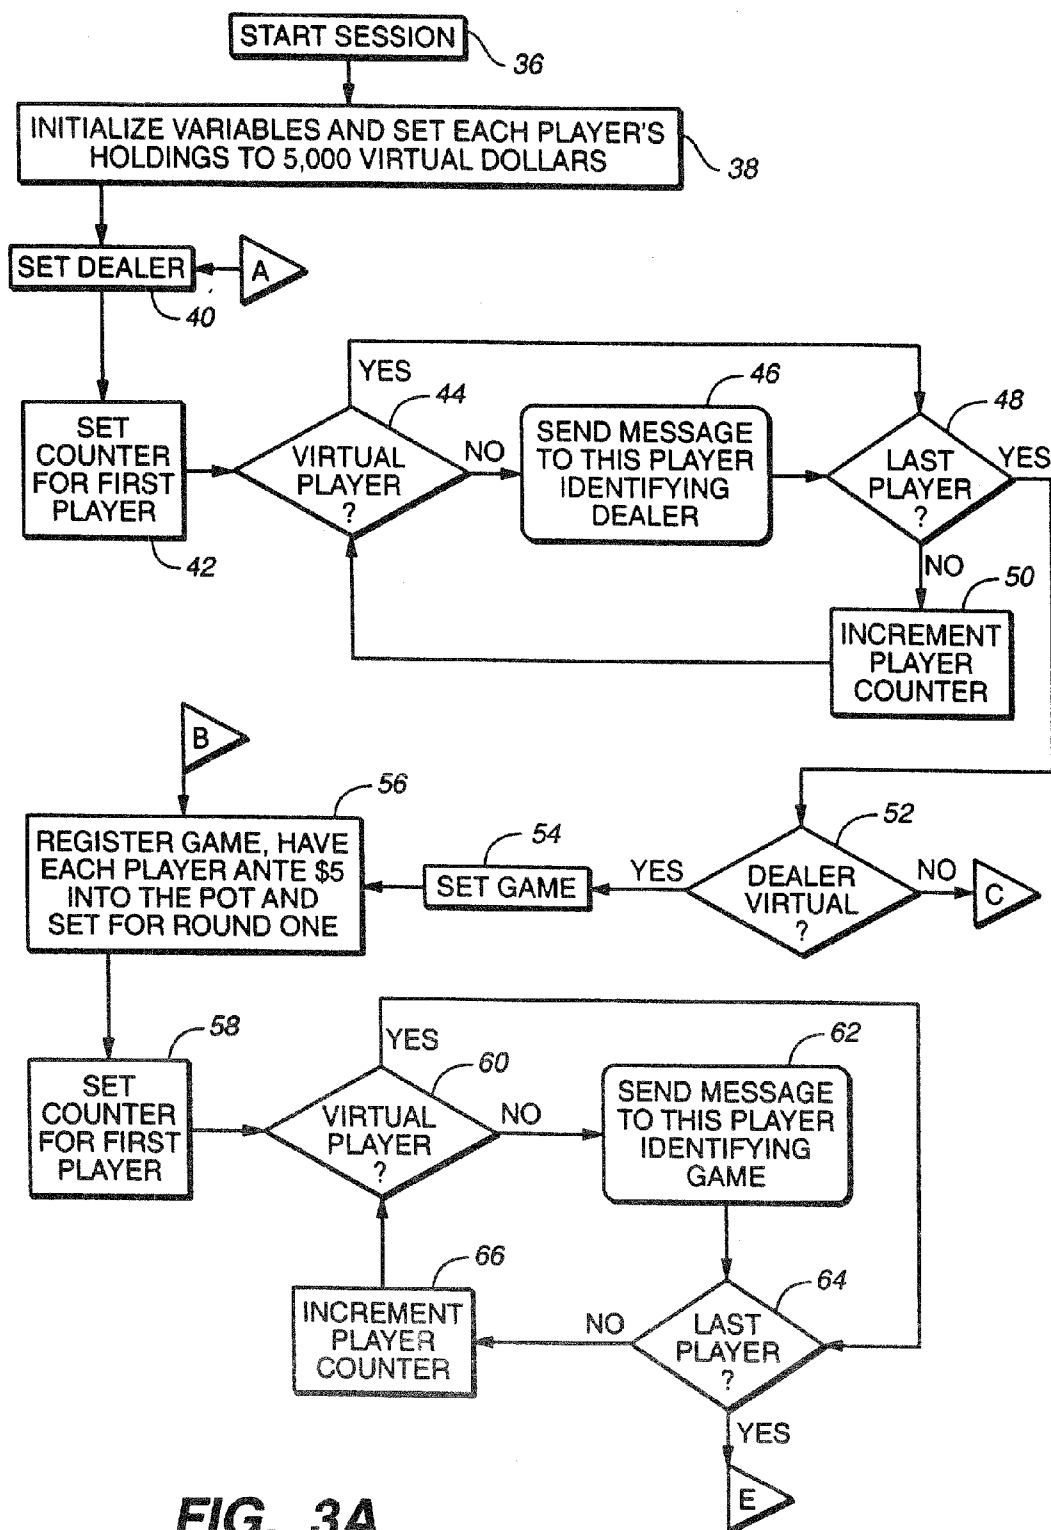 START SESSION
36
INITIALIZE VARIABLES AND SET EACH PLAYER'S
HOLDINGS TO 5,000 VIRTUAL DOLLARS
38
SET DEALER
A
40
YES
44
46
48
SET
COUNTER
FOR FIRST
PLAYER
42
VIRTUAL
PLAYER
?
NO
SEND MESSAGE
TO THIS PLAYER
IDENTIFYING
DEALER
LAST
PLAYER
?
YES
NO
50
INCREMENT
PLAYER
COUNTER
B
56
REGISTER GAME, HAVE
EACH PLAYER ANTE $5
INTO THE POT AND
SET FOR ROUND ONE
54
SET GAME
YES
52
DEALER
VIRTUAL
?
NO
C
58
SET
COUNTER
FOR FIRST
PLAYER
YES
60
VIRTUAL
PLAYER
?
NO
62
SEND MESSAGE
TO THIS PLAYER
IDENTIFYING
GAME
66
INCREMENT
PLAYER
COUNTER
NO
64
LAST
PLAYER
?
YES
E
FIG. 3A